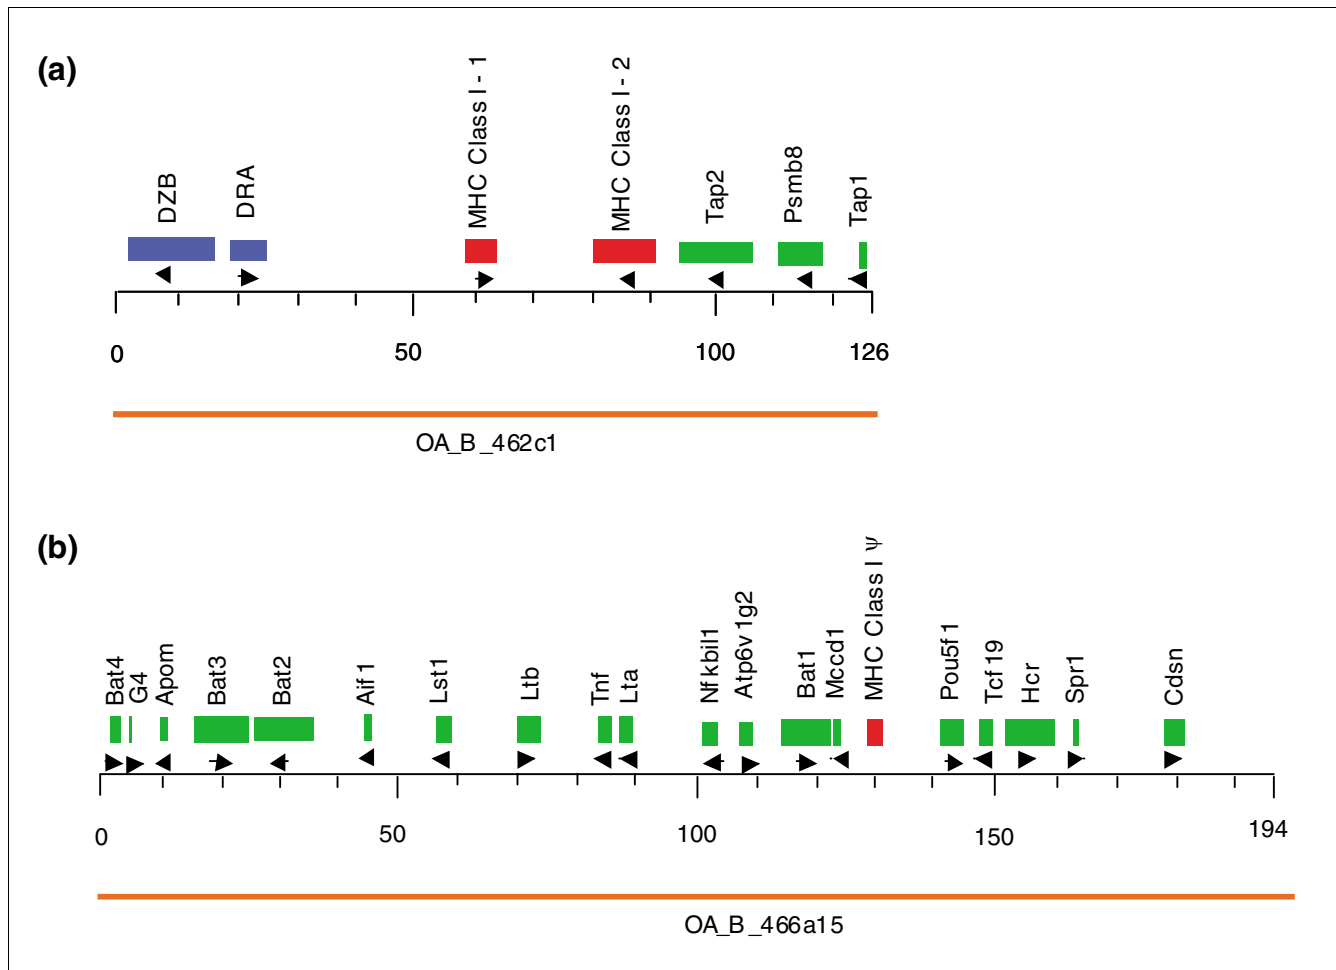 (a)
DZB
DRA
MHC Class I - 1
MHC Class I - 2
Tap2
Psmb8
Tap1
0 50 100 126
OA_B_462c1
(b)
Bat4
G4
Apom
Bat3
Bat2
Aif1
Lst1
Ltb
Tnf
Lta
Nfkbil1
Atp6v1g2
Bat1
Mccd1
MHC Class I ψ
Pou5f1
Tcf19
Hcr
Spr1
Cdsn
0 50 100 150 194
OA_B_466a15